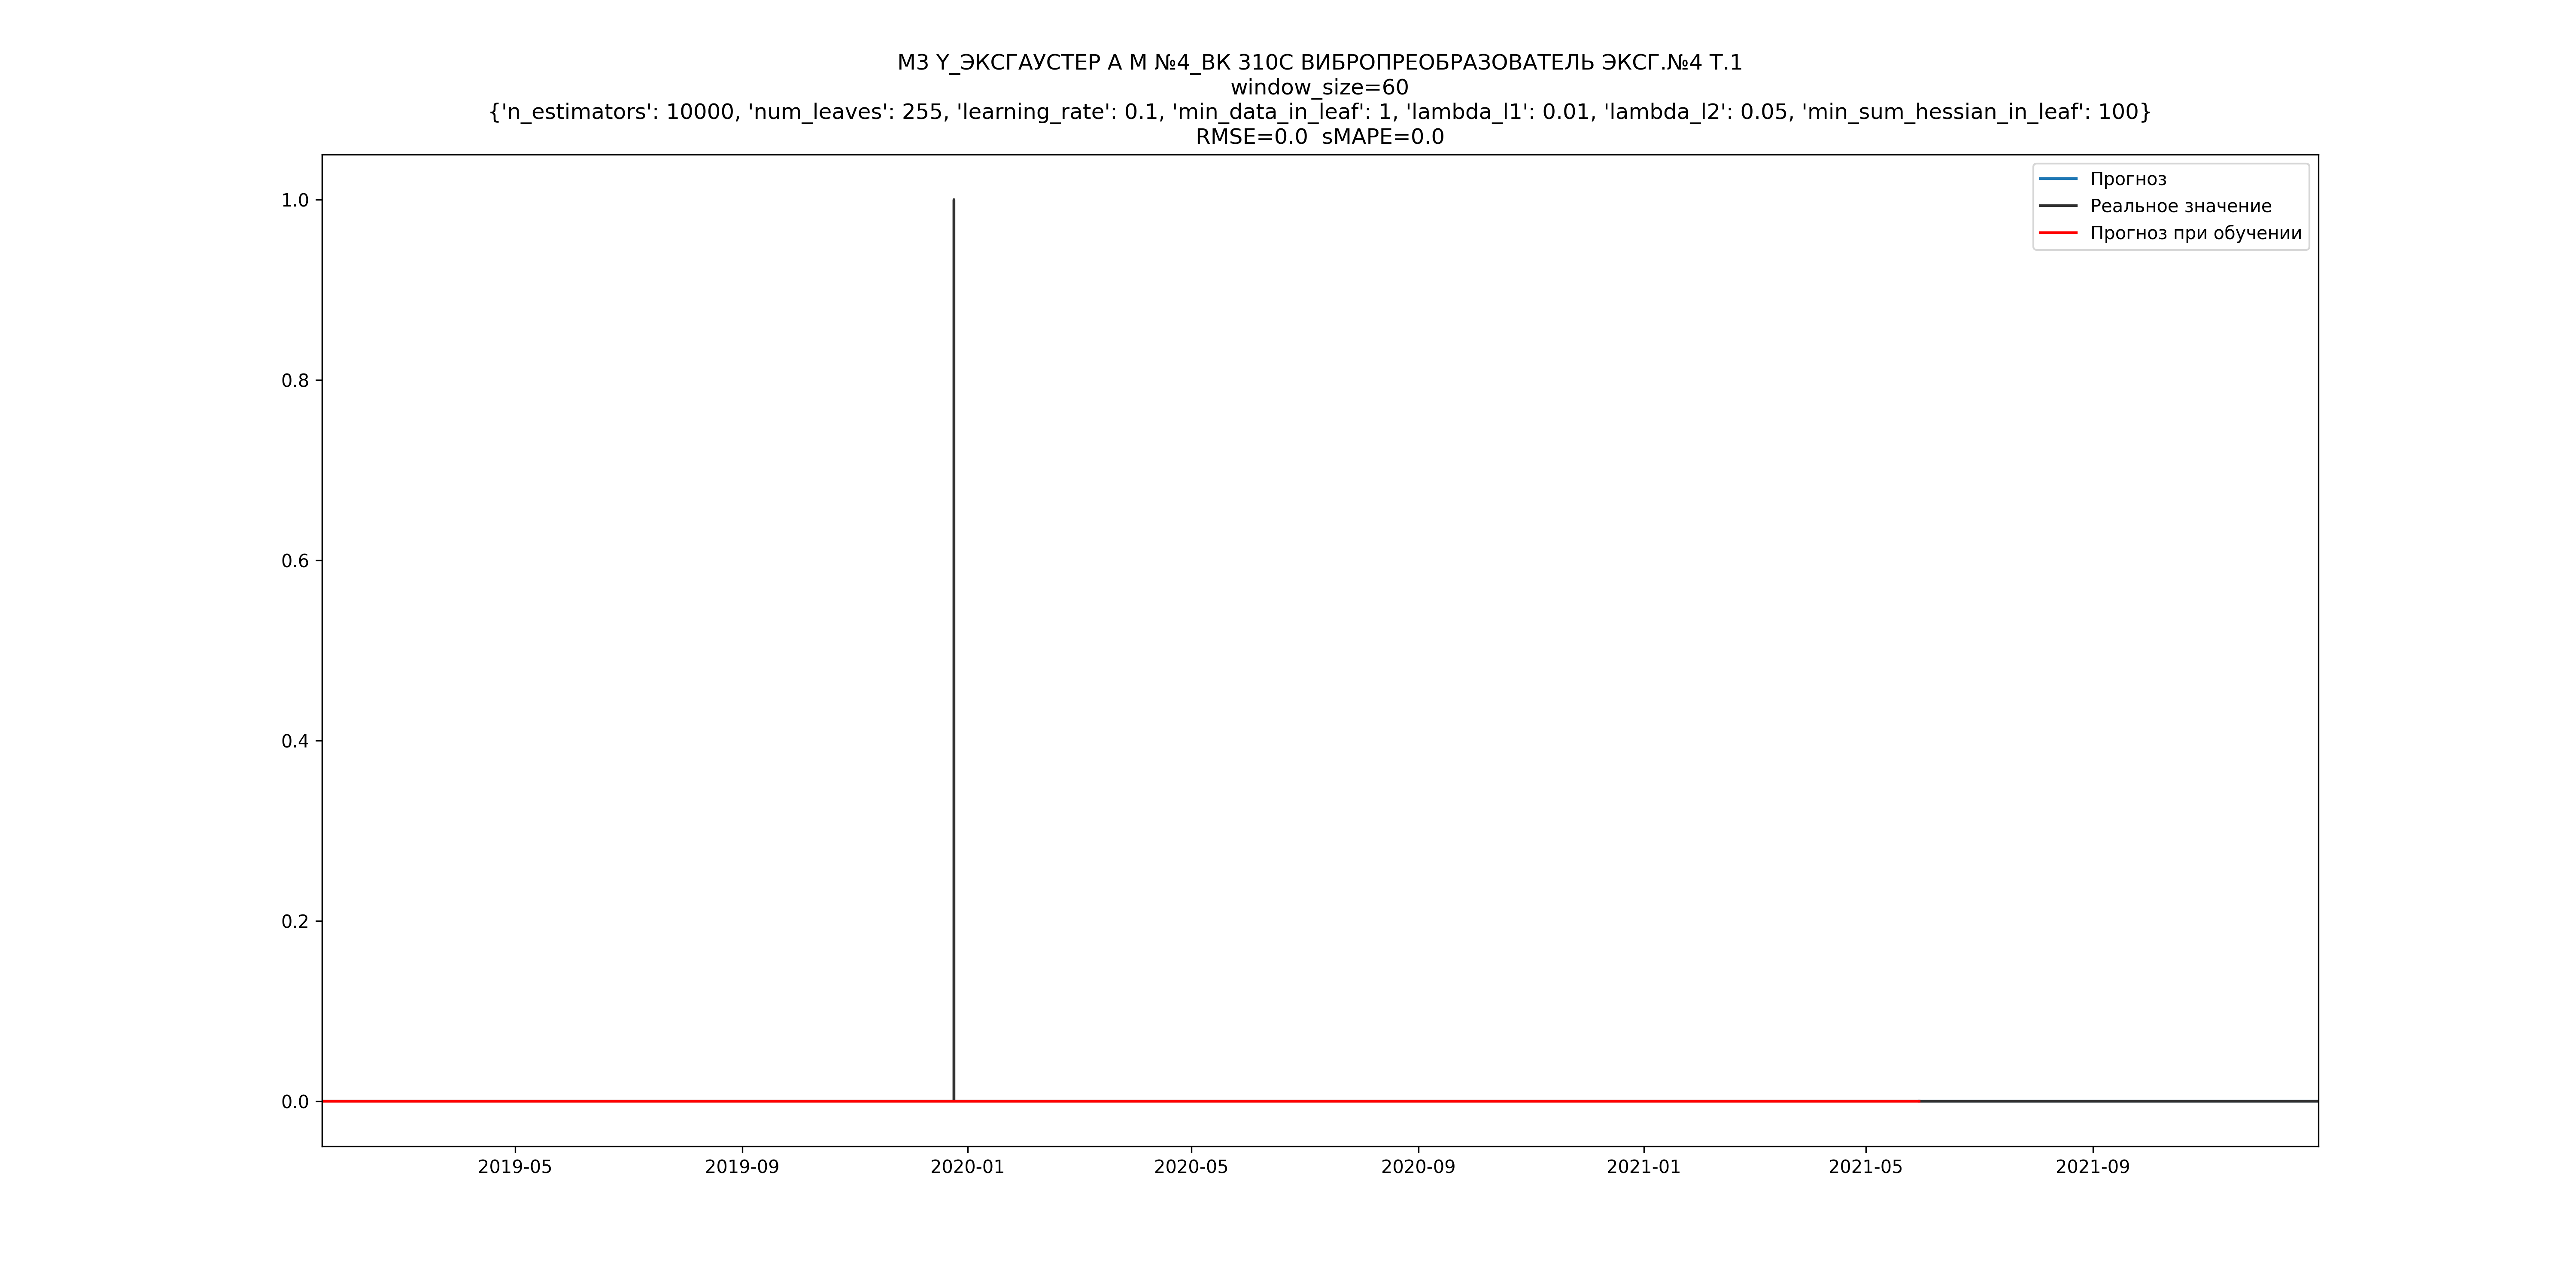 М3 Y_ЭКСГАУСТЕР А М №4_ВК 310С ВИБРОПРЕОБРАЗОВАТЕЛЬ ЭКСГ.№4 Т.1
window_size=60
{'n_estimators': 10000, 'num_leaves': 255, 'learning_rate': 0.1, 'min_data_in_leaf': 1, 'lambda_l1': 0.01, 'lambda_l2': 0.05, 'min_sum_hessian_in_leaf': 100}
RMSE=0.0  sMAPE=0.0
Прогноз
Реальное значение
Прогноз при обучении
1.0
0.8
0.6
0.4
0.2
0.0
2019-05
2019-09
2020-01
2020-05
2020-09
2021-01
2021-05
2021-09